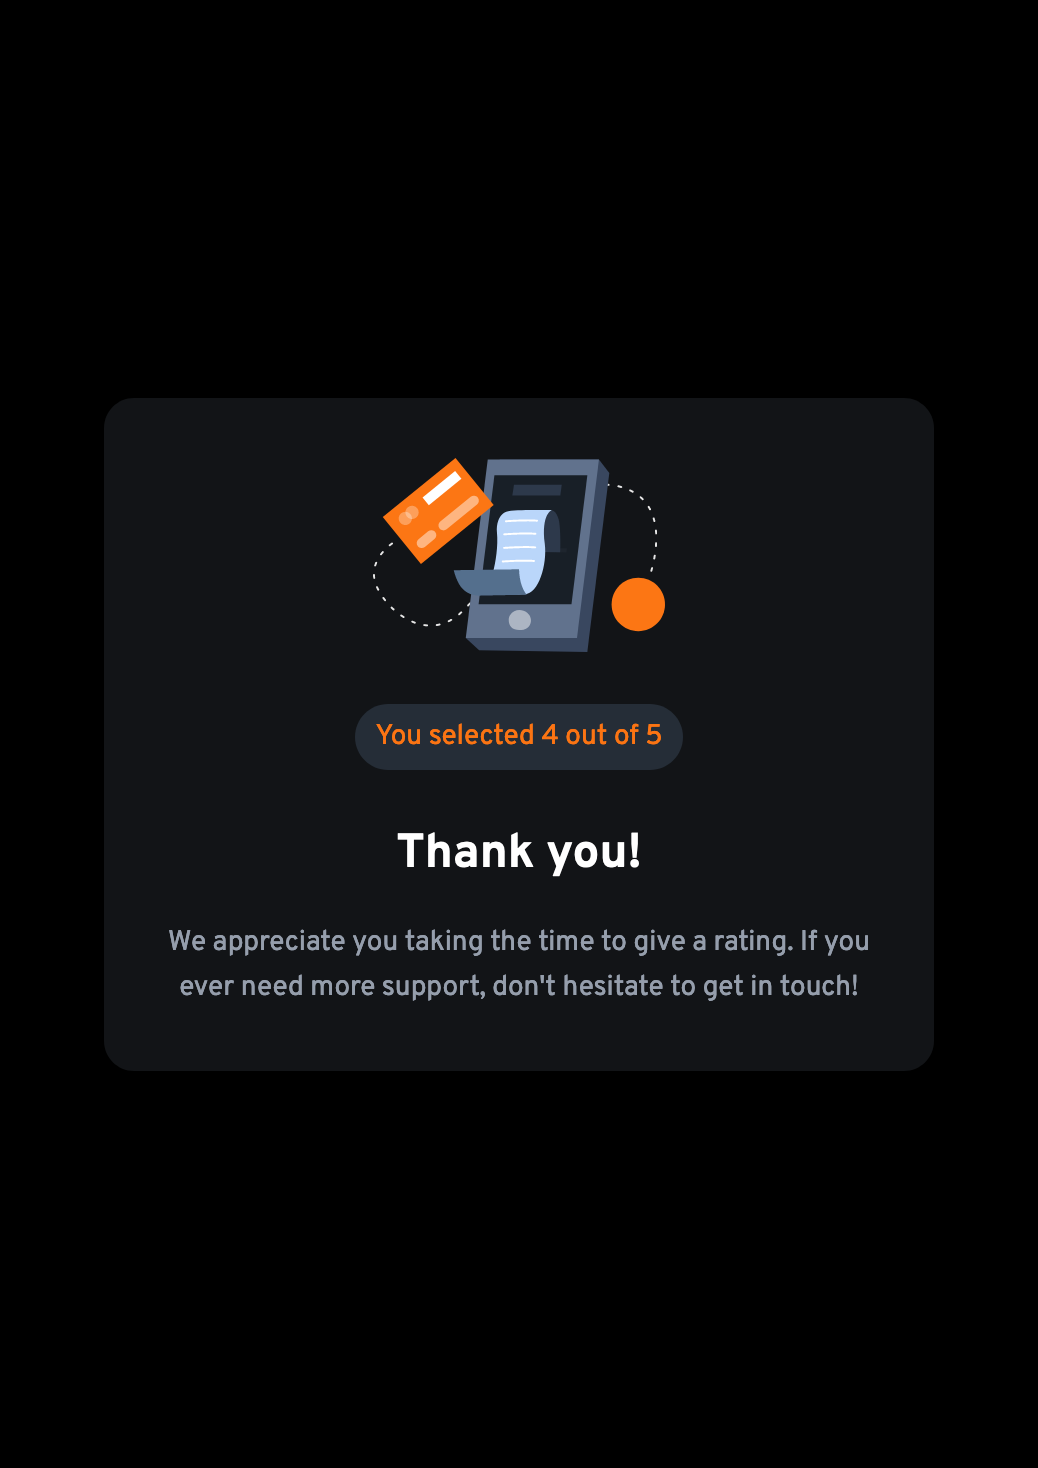 You selected 4 out of 5
Thank you!
We appreciate you taking the time to give a rating. If you
ever need more support, don't hesitate to get in touch!